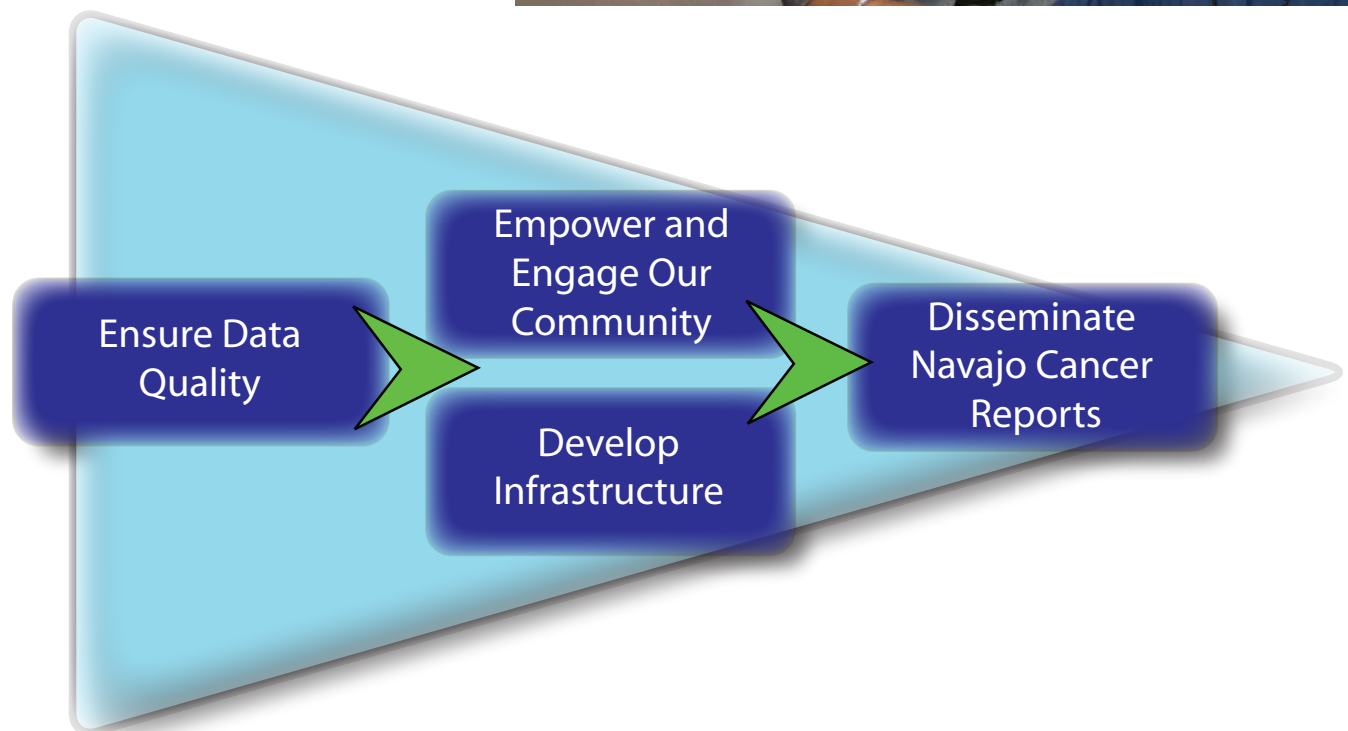 Ensure Data
Quality
Empower and
Engage Our
Community
Develop
Infrastructure
Disseminate
Navajo Cancer
Reports